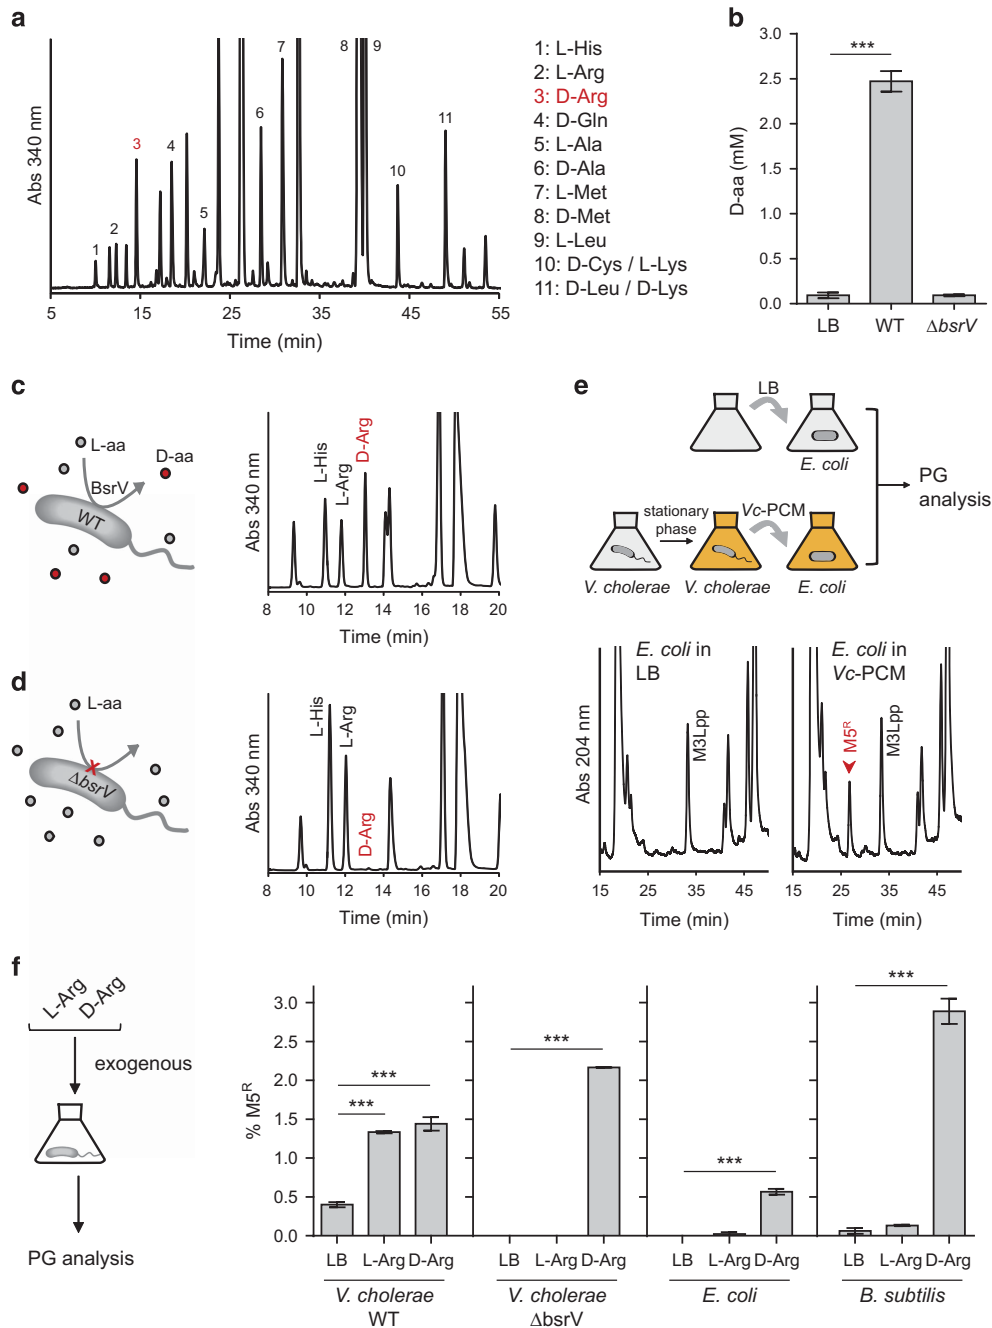 a
Abs 340 nm
1
2
3
4
5
6
7
8
9
10
11
5
15
25
35
45
55
Time (min)
1: L-His
2: L-Arg
3: D-Arg
4: D-Gln
5: L-Ala
6: D-Ala
7: L-Met
8: D-Met
9: L-Leu
10: D-Cys / L-Lys
11: D-Leu / D-Lys
b
D-aa (mM)
3.0
2.5
2.0
1.5
1.0
0.5
0.0
***
LB
WT
ΔbsrV
c
L-aa
D-aa
BsrV
WT
Abs 340 nm
L-His
L-Arg
D-Arg
8
10
12
14
16
18
20
Time (min)
d
L-aa
X
ΔbsrV
Abs 340 nm
L-His
L-Arg
D-Arg
8
10
12
14
16
18
20
Time (min)
e
LB
E. coli
stationary
phase
Vc-PCM
V. cholerae
V. cholerae
E. coli
PG
analysis
Abs 204 nm
E. coli in
LB
M3Lpp
15
25
35
45
Time (min)
E. coli in
Vc-PCM
M5ᴿ
M3Lpp
15
25
35
45
Time (min)
f
L-Arg
D-Arg
exogenous
PG analysis
% M5ᴿ
3.0
2.5
2.0
1.5
1.0
0.5
0.0
***
***
LB
L-Arg
D-Arg
V. cholerae
WT
***
LB
L-Arg
D-Arg
V. cholerae
ΔbsrV
***
LB
L-Arg
D-Arg
E. coli
***
LB
L-Arg
D-Arg
B. subtilis